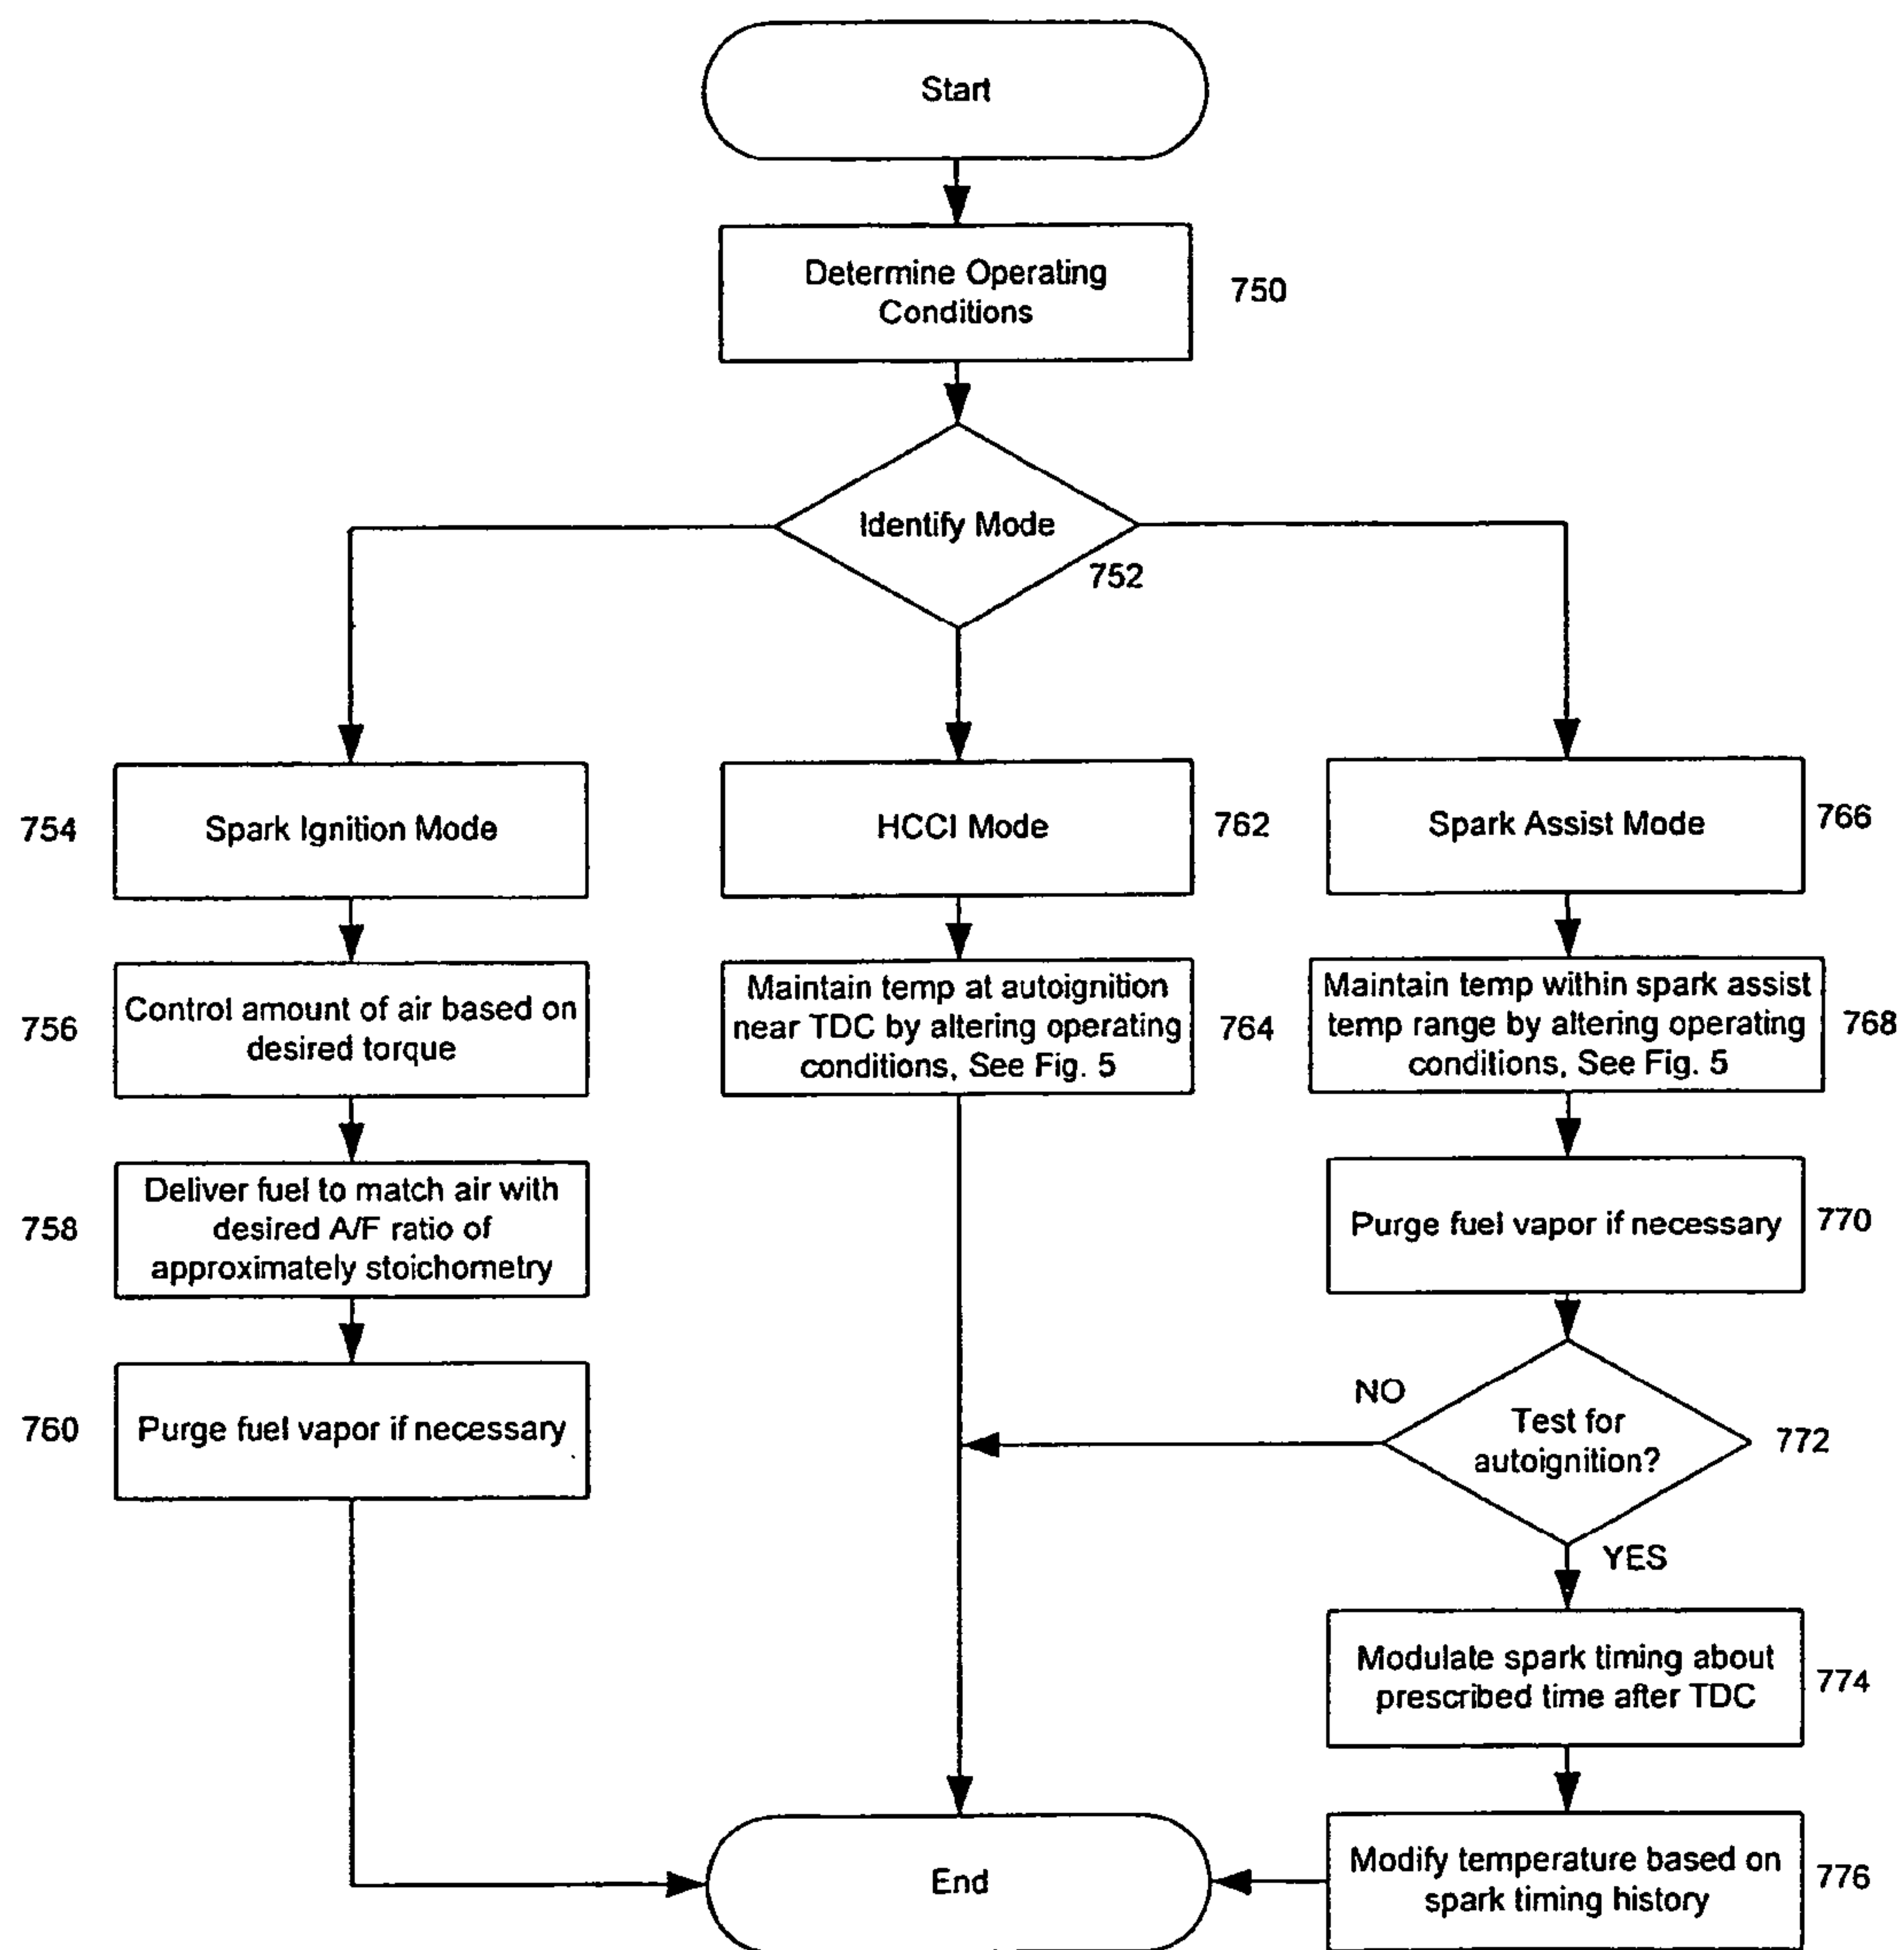 Start
Determine Operating
Conditions
750
Identify Mode
752
754
Spark Ignition Mode
HCCI Mode
762
Spark Assist Mode
766
756
Control amount of air based on
desired torque
Maintain temp at autoignition
near TDC by altering operating
conditions, See Fig. 5
764
Maintain temp within spark assist
temp range by altering operating
conditions, See Fig. 5
768
758
Deliver fuel to match air with
desired A/F ratio of
approximately stoichometry
Purge fuel vapor if necessary
770
760
Purge fuel vapor if necessary
NO
Test for
autoignition?
772
YES
Modulate spark timing about
prescribed time after TDC
774
End
Modify temperature based on
spark timing history
776